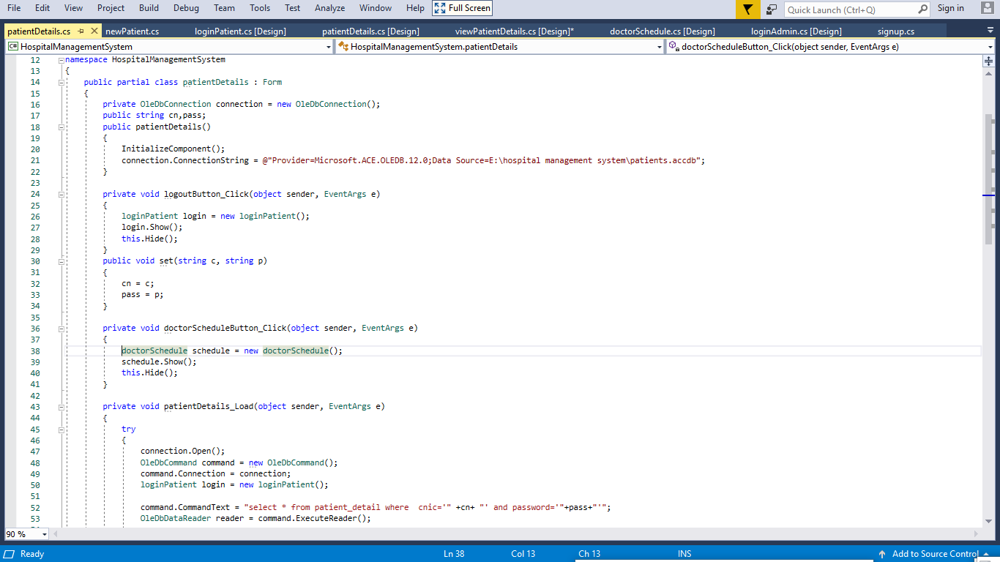 File Edit View Project Build Debug Team Tools Test Analyze Window Help Full Screen Quick Launch (Ctrl+Q) Sign in
patientDetails.cs newPatient.cs loginPatient.cs [Design] patientDetails.cs [Design] viewPatientDetails.cs [Design]* doctorSchedule.cs [Design] loginAdmin.cs [Design] signup.cs
C# HospitalManagementSystem HospitalManagementSystem.patientDetails doctorScheduleButton_Click(object sender, EventArgs e)
12 namespace HospitalManagementSystem
13 {
14 public partial class patientDetails : Form
15 {
16 private OleDbConnection connection = new OleDbConnection();
17 public string cn,pass;
18 public patientDetails()
19 {
20 InitializeComponent();
21 connection.ConnectionString = @"Provider=Microsoft.ACE.OLEDB.12.0;Data Source=E:\hospital management system\patients.accdb";
22 }
23
24 private void logoutButton_Click(object sender, EventArgs e)
25 {
26 loginPatient login = new loginPatient();
27 login.Show();
28 this.Hide();
29 }
30 public void set(string c, string p)
31 {
32 cn = c;
33 pass = p;
34 }
35
36 private void doctorScheduleButton_Click(object sender, EventArgs e)
37 {
38 doctorSchedule schedule = new doctorSchedule();
39 schedule.Show();
40 this.Hide();
41 }
42
43 private void patientDetails_Load(object sender, EventArgs e)
44 {
45 try
46 {
47 connection.Open();
48 OleDbCommand command = new OleDbCommand();
49 command.Connection = connection;
50 loginPatient login = new loginPatient();
51
52 command.CommandText = "select * from patient_detail where  cnic='" +cn+ "' and password='"+pass+"'";
53 OleDbDataReader reader = command.ExecuteReader();
90 %
Ready Ln 38 Col 13 Ch 13 INS Add to Source Control